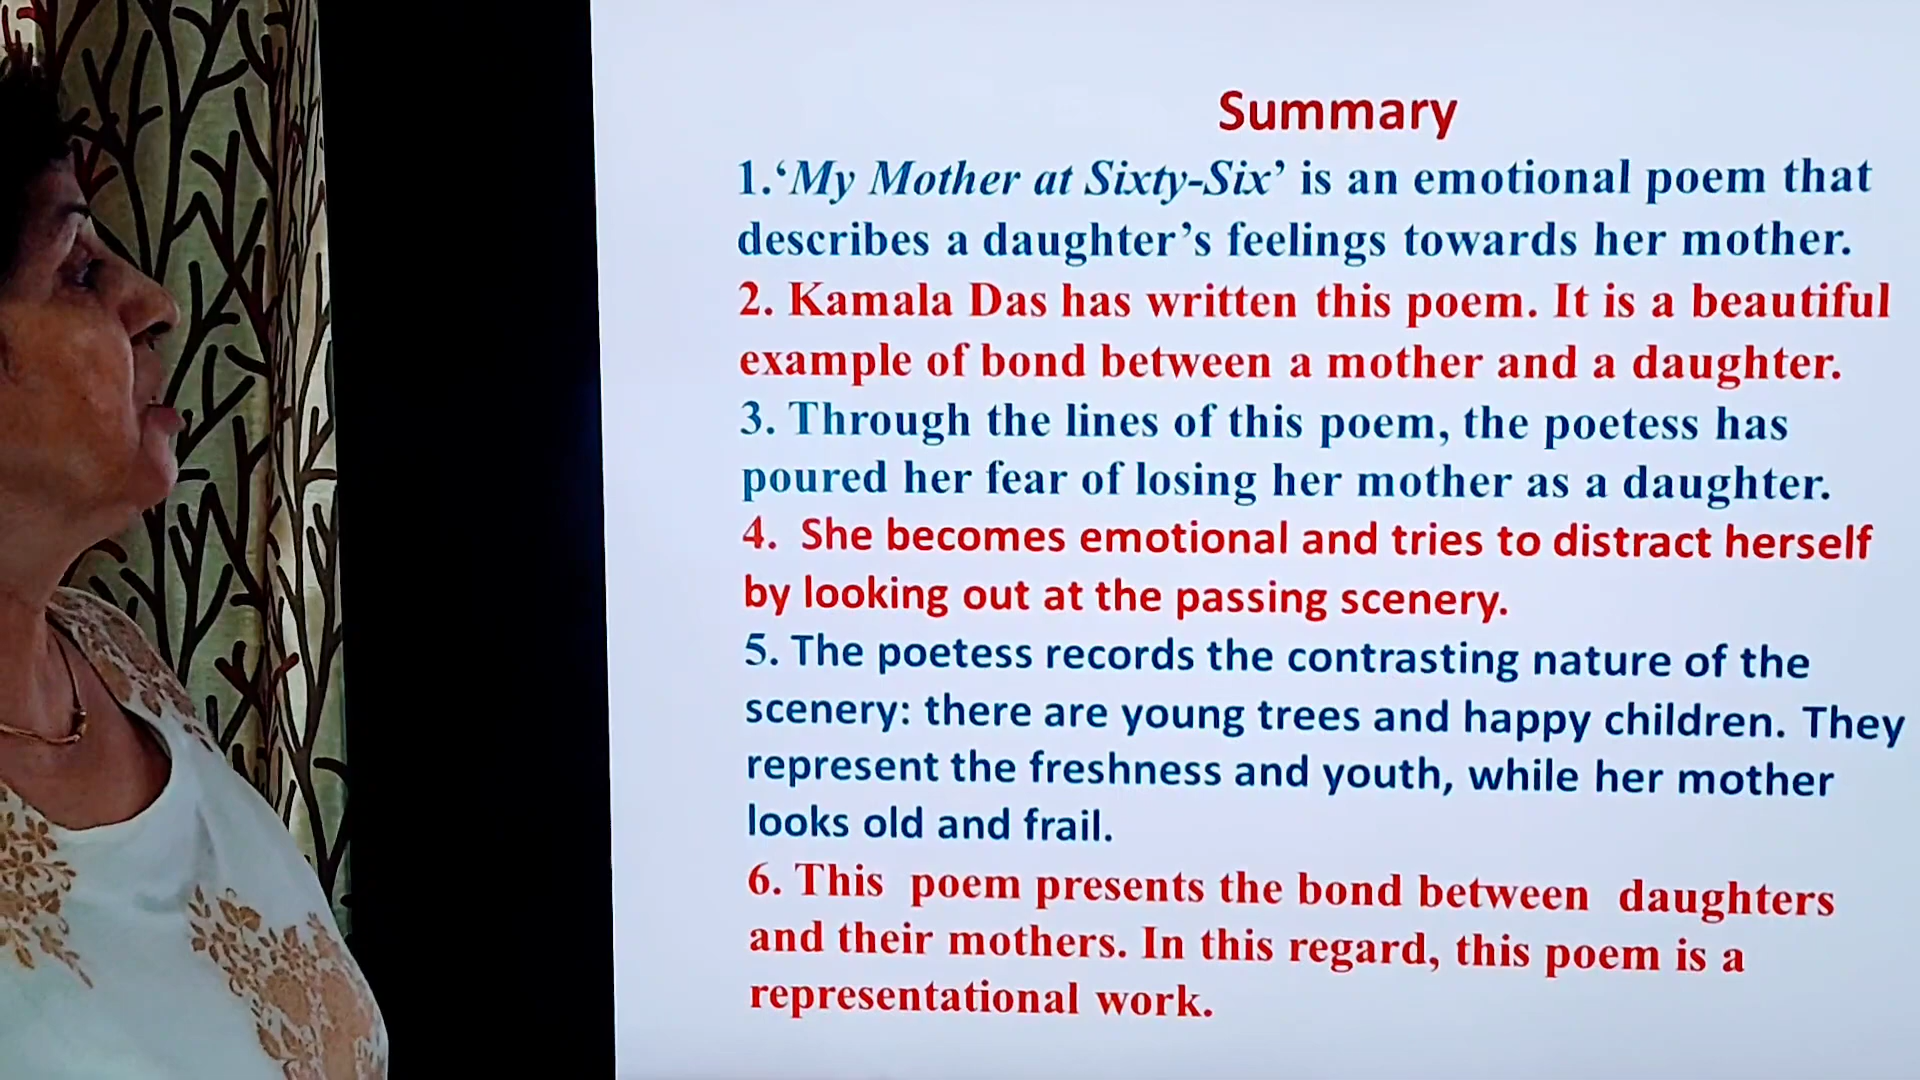 Summary
1.‘My Mother at Sixty-Six’ is an emotional poem that
describes a daughter’s feelings towards her mother.
2. Kamala Das has written this poem. It is a beautiful
example of bond between a mother and a daughter.
3. Through the lines of this poem, the poetess has
poured her fear of losing her mother as a daughter.
4. She becomes emotional and tries to distract herself
by looking out at the passing scenery.
5. The poetess records the contrasting nature of the
scenery: there are young trees and happy children. They
represent the freshness and youth, while her mother
looks old and frail.
6. This poem presents the bond between daughters
and their mothers. In this regard, this poem is a
representational work.